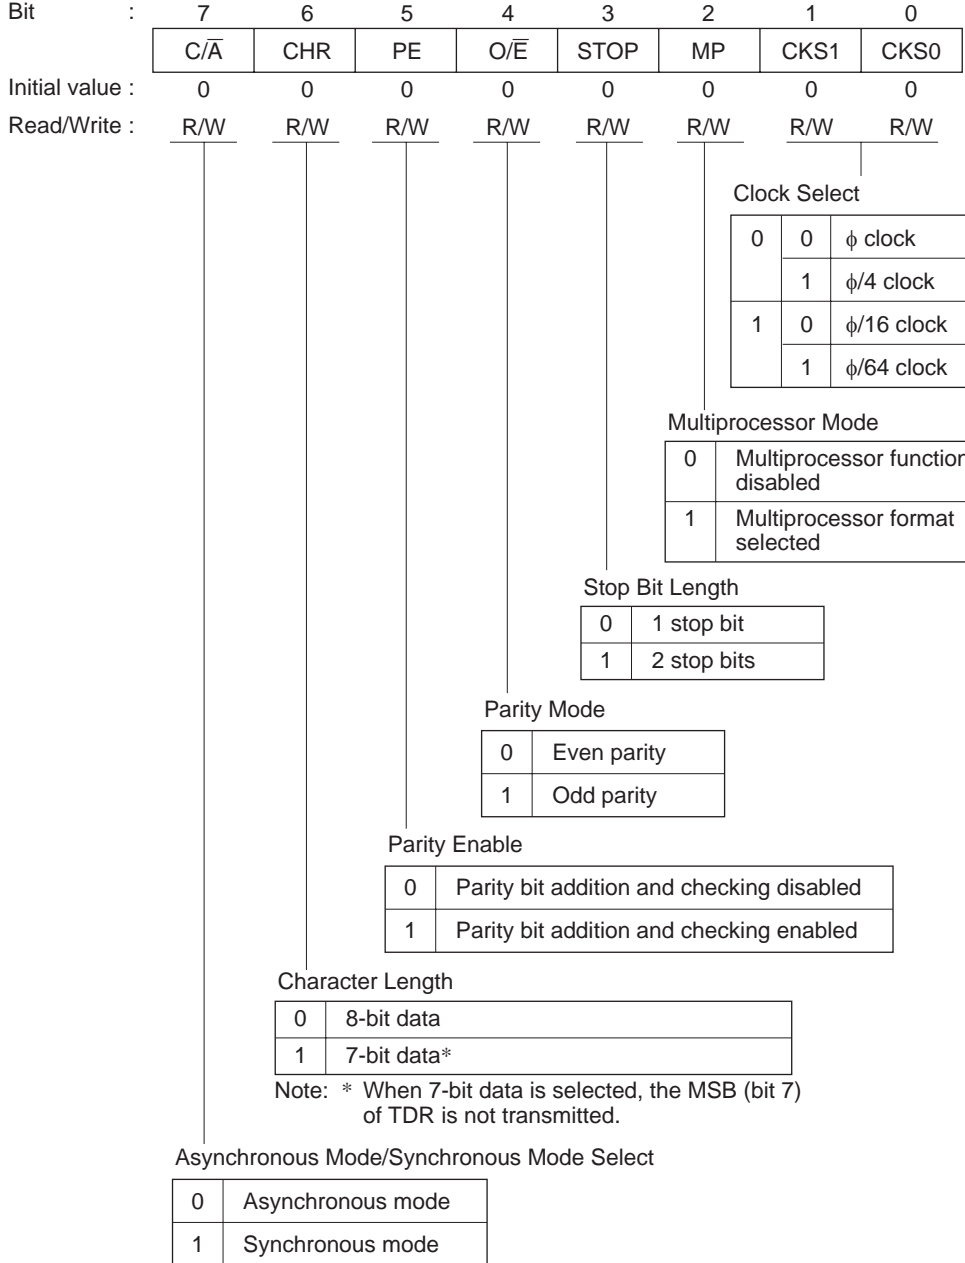 Bit : 7 6 5 4 3 2 1 0
C/A̅ CHR PE O/E̅ STOP MP CKS1 CKS0
Initial value : 0 0 0 0 0 0 0 0
Read/Write : R/W R/W R/W R/W R/W R/W R/W R/W
Clock Select
0 0 ϕ clock
1 ϕ/4 clock
1 0 ϕ/16 clock
1 ϕ/64 clock
Multiprocessor Mode
0 Multiprocessor function
disabled
1 Multiprocessor format
selected
Stop Bit Length
0 1 stop bit
1 2 stop bits
Parity Mode
0 Even parity
1 Odd parity
Parity Enable
0 Parity bit addition and checking disabled
1 Parity bit addition and checking enabled
Character Length
0 8-bit data
1 7-bit data*
Note: * When 7-bit data is selected, the MSB (bit 7)
of TDR is not transmitted.
Asynchronous Mode/Synchronous Mode Select
0 Asynchronous mode
1 Synchronous mode